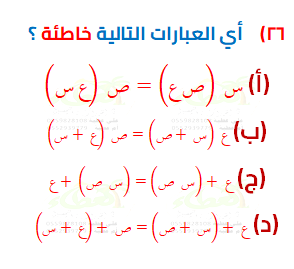 ٢٦) أي العبارات التالية خاطئة ؟
(أ) س (ص ع) = ص (ع س)
(ب) ع (س + ص) = ص (ع + س)
(ج) ع + (س ص) = (س ص) + ع
(د) ع + (س + ص) = ص + (ع + س)